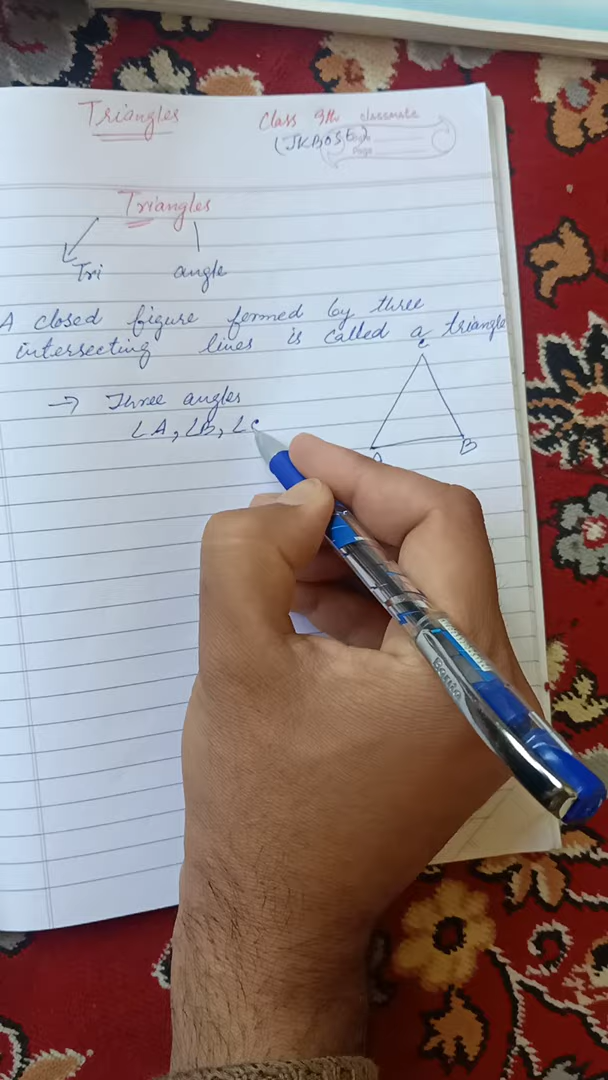 Triangles
Class 9th classmate
(JKBOSE)
Page
Triangles
Tri angle
A closed figure formed by three
intersecting lines is called a triangle
C
→ Three angles
∠A, ∠B, ∠C
A B